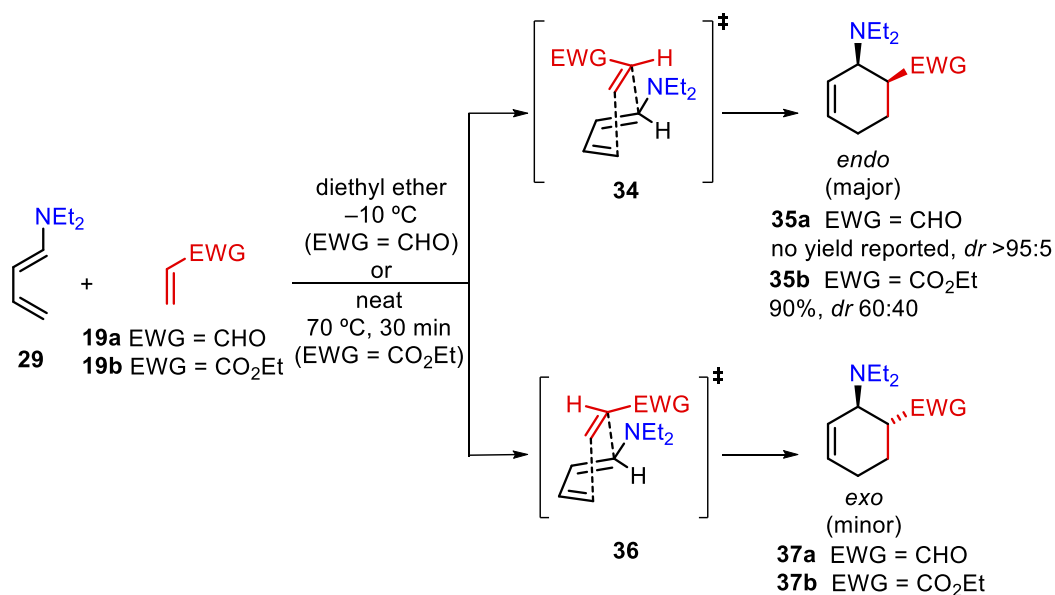 NEt₂
29
+
EWG
19a EWG = CHO
19b EWG = CO₂Et
diethyl ether
–10 ºC
(EWG = CHO)
or
neat
70 ºC, 30 min
(EWG = CO₂Et)
‡
EWG H
NEt₂
H
34
NEt₂
EWG
endo
(major)
35a EWG = CHO
no yield reported, dr >95:5
35b EWG = CO₂Et
90%, dr 60:40
‡
H EWG
NEt₂
H
36
NEt₂
EWG
exo
(minor)
37a EWG = CHO
37b EWG = CO₂Et